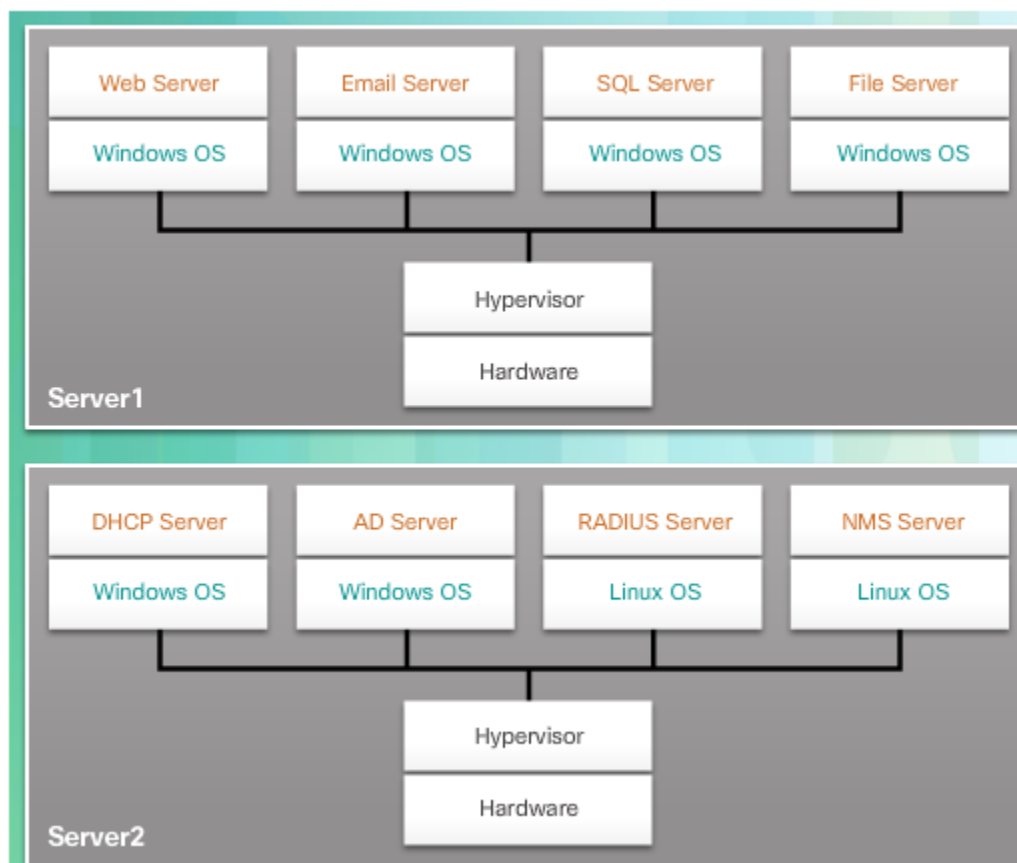 Web Server
Email Server
SQL Server
File Server
Windows OS
Windows OS
Windows OS
Windows OS
Hypervisor
Hardware
Server1
DHCP Server
AD Server
RADIUS Server
NMS Server
Windows OS
Windows OS
Linux OS
Linux OS
Hypervisor
Hardware
Server2